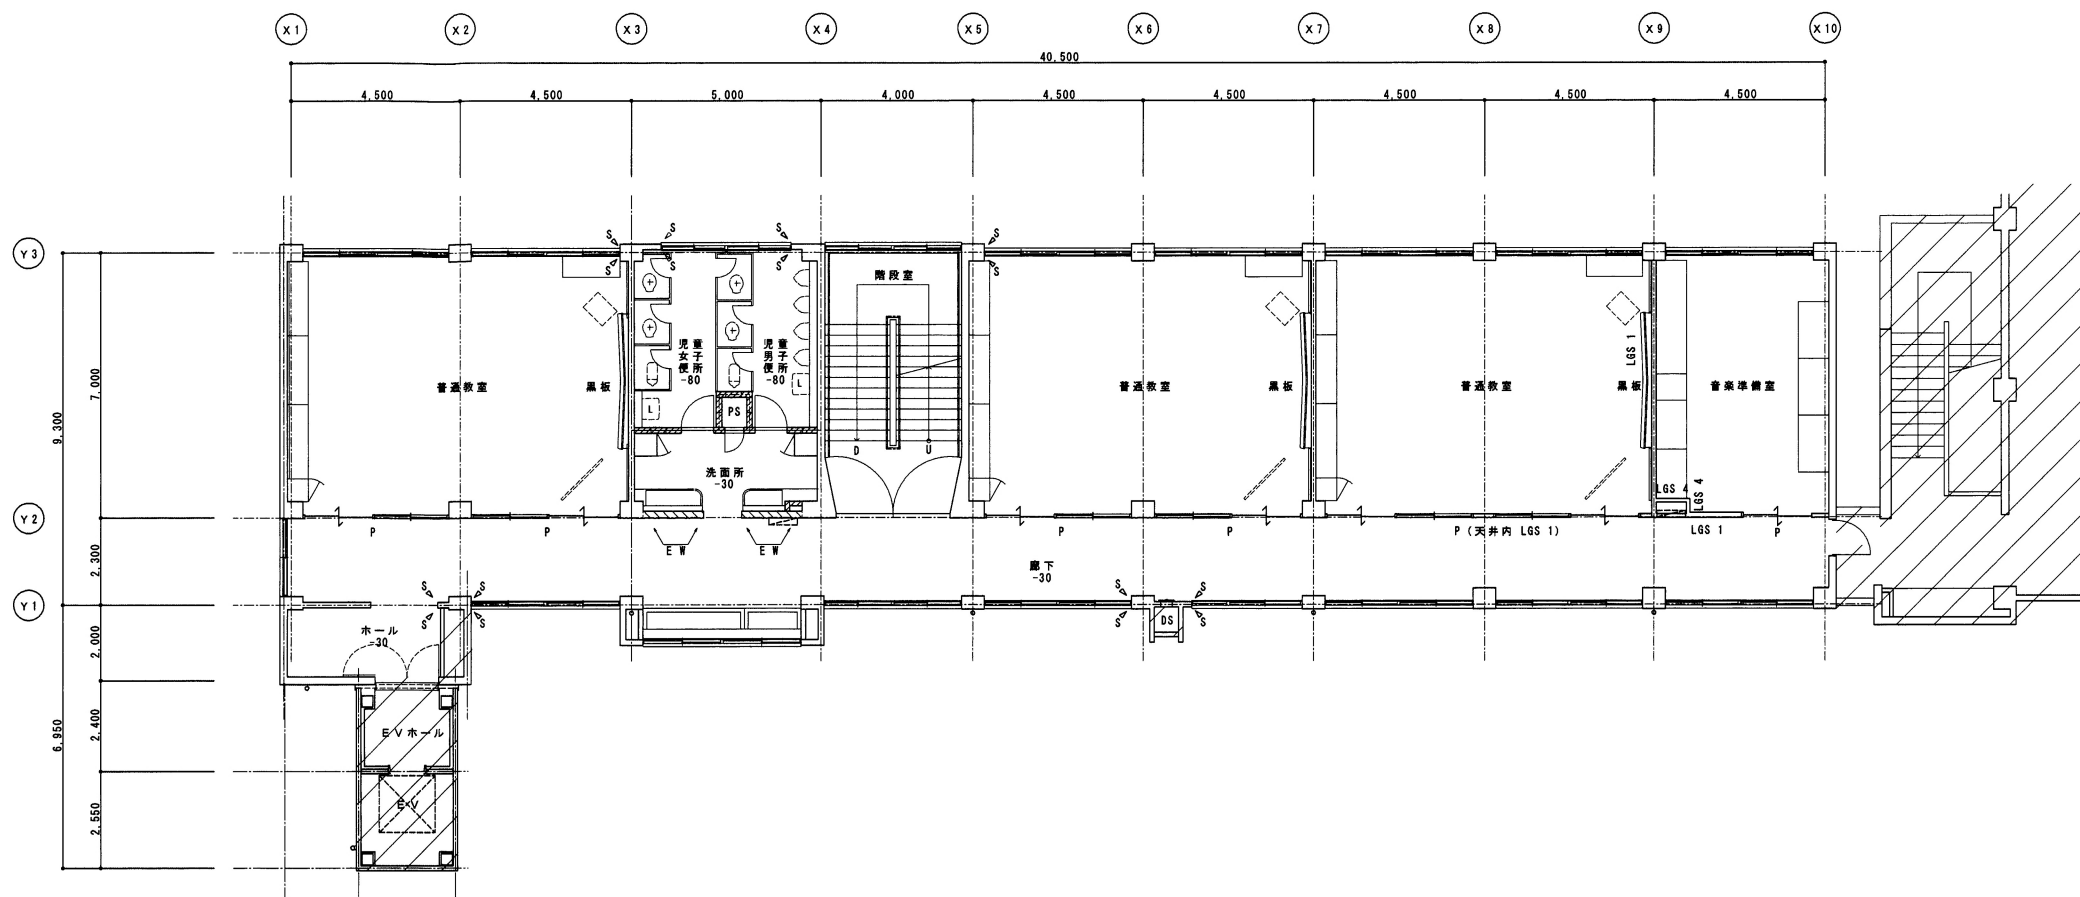 X1 X2 X3 X4 X5 X6 X7 X8 X9 X10
40,500
4,500 4,500 5,000 4,000 4,500 4,500 4,500 4,500 4,500
S S S S
Y3
S S S S
階段室
児童
女子
便所
-80
児童
男子
便所
-80
LGS 1
7,000
9,300
普通教室
黒板
L
普通教室
黒板
普通教室
黒板
音楽準備室
L
PS
D
U
洗面所
-30
LGS 4
LGS 4
Y2
P
P
P
P
P(天井内 LGS 1)
LGS 1
P
EW
EW
2,300
廊下
-30
S S S S
Y1
S S S S
DS
ホール
-30
2,000
6,950
2,400
EVホール
2,550
EV